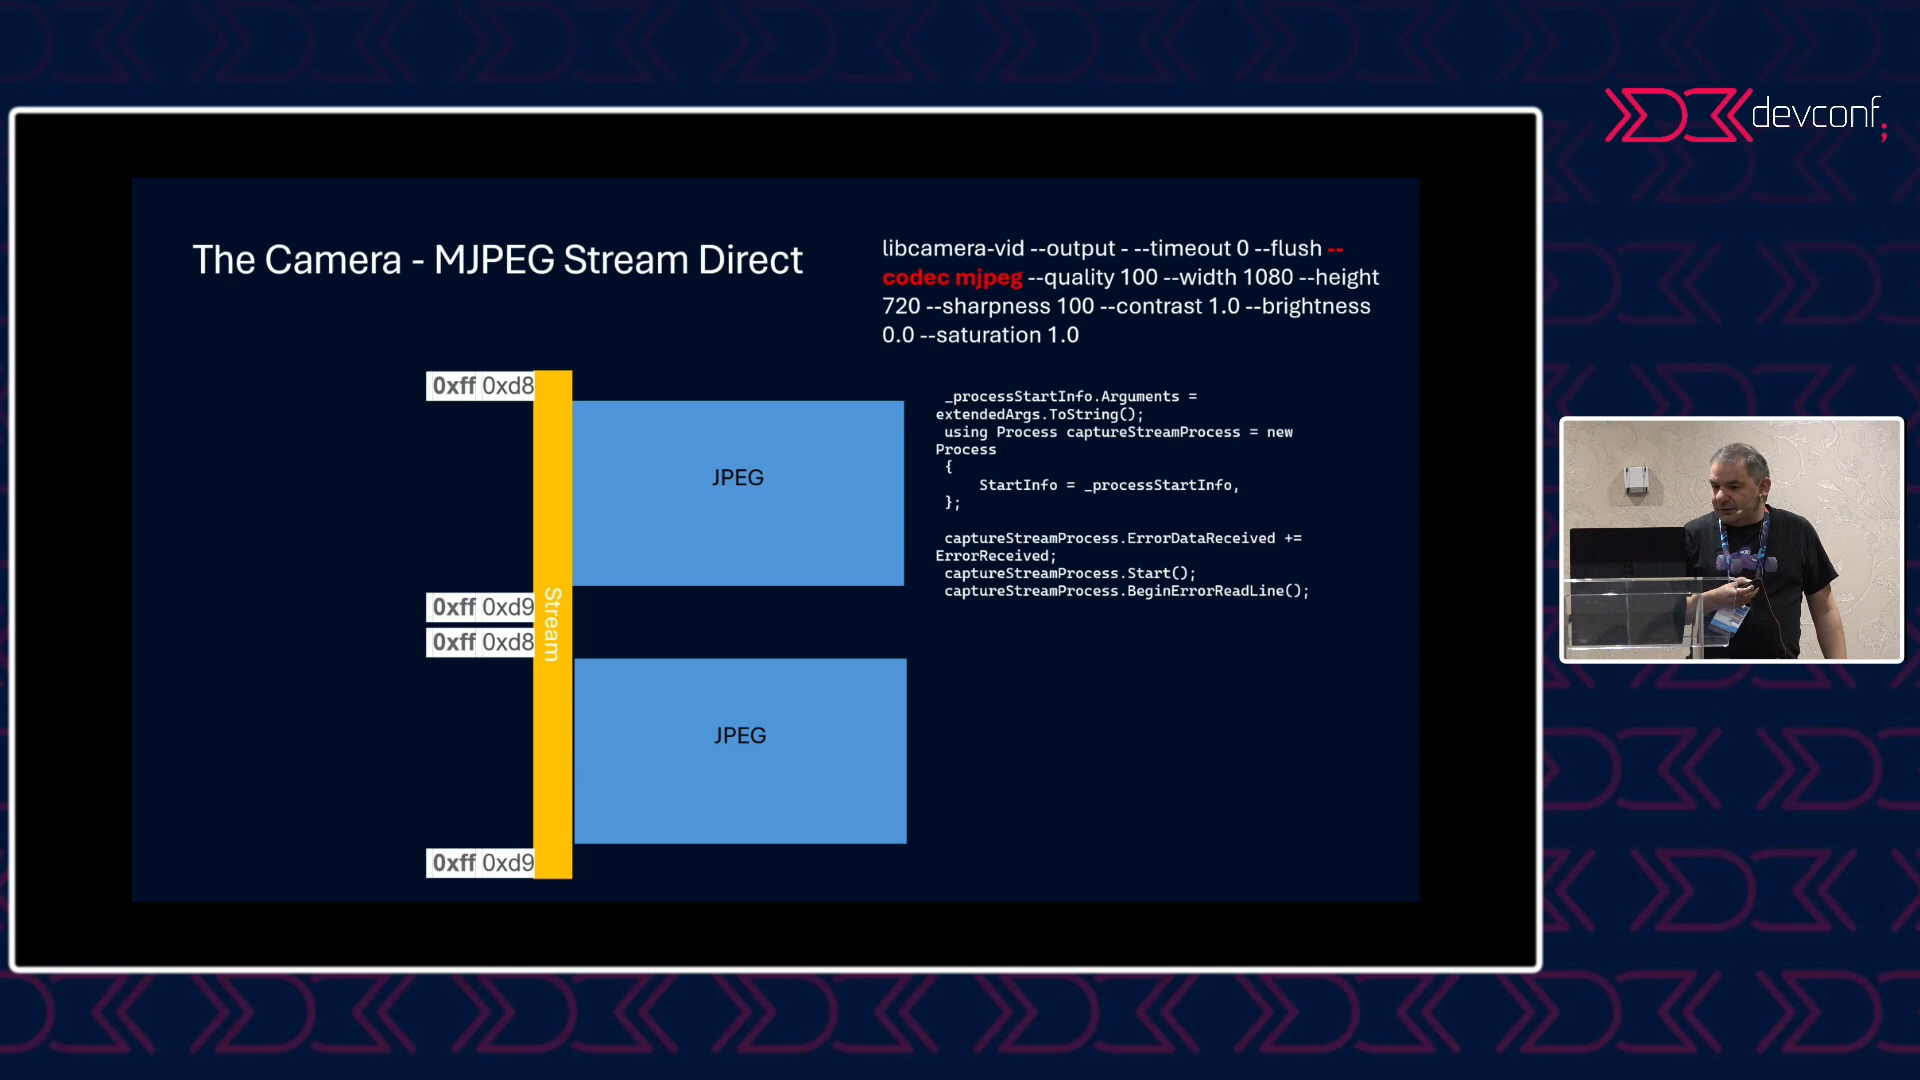 devconf;
The Camera - MJPEG Stream Direct
libcamera-vid --output - --timeout 0 --flush --
codec mjpeg --quality 100 --width 1080 --height
720 --sharpness 100 --contrast 1.0 --brightness
0.0 --saturation 1.0
0xff 0xd8
JPEG
0xff 0xd9
0xff 0xd8
Stream
JPEG
0xff 0xd9
_processStartInfo.Arguments =
extendedArgs.ToString();
using Process captureStreamProcess = new
Process
{
StartInfo = _processStartInfo,
};
captureStreamProcess.ErrorDataReceived +=
ErrorReceived;
captureStreamProcess.Start();
captureStreamProcess.BeginErrorReadLine();